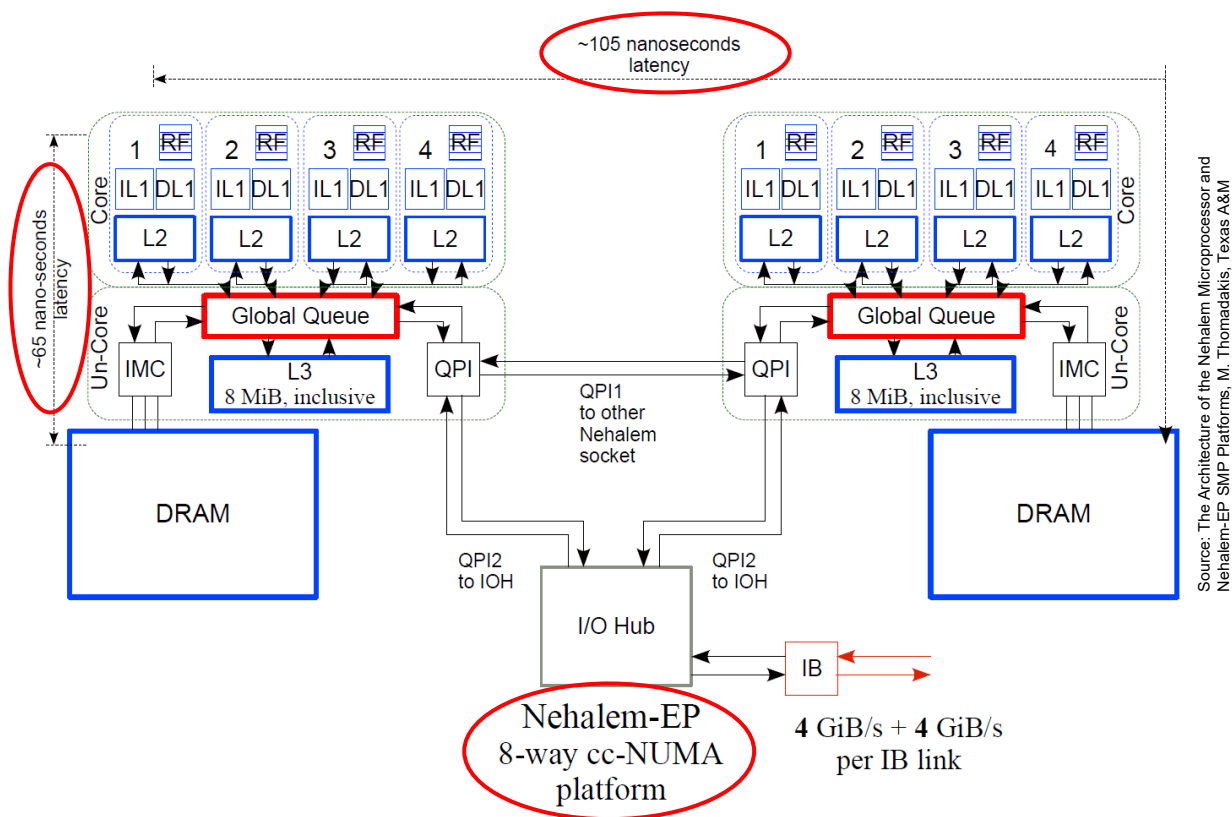 ~105 nanoseconds
latency
~65 nano-seconds
latency
Core
1 RF 2 RF 3 RF 4 RF
IL1 DL1 IL1 DL1 IL1 DL1 IL1 DL1
L2 L2 L2 L2
Un-Core
Global Queue
IMC
QPI
L3
8 MiB, inclusive
DRAM
1 RF 2 RF 3 RF 4 RF
IL1 DL1 IL1 DL1 IL1 DL1 IL1 DL1
L2 L2 L2 L2
Core
Global Queue
QPI
IMC
Un-Core
L3
8 MiB, inclusive
DRAM
QPI1
to other
Nehalem
socket
QPI2
to IOH
QPI2
to IOH
I/O Hub
IB
Nehalem-EP
8-way cc-NUMA
platform
4 GiB/s + 4 GiB/s
per IB link
Source: The Architecture of the Nehalem Microprocessor and
Nehalem-EP SMP Platforms, M. Thomadakis, Texas A&M